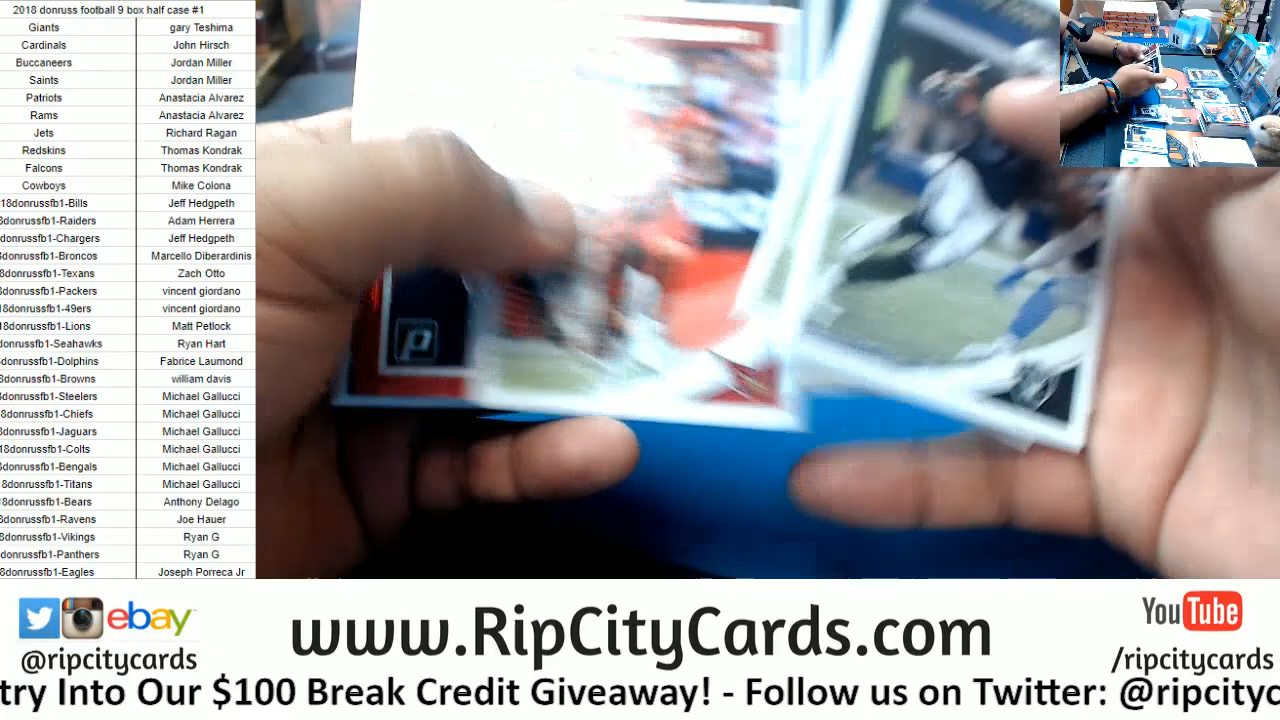 2018 donruss football 9 box half case #1
Giants gary Teshima
Cardinals John Hirsch
Buccaneers Jordan Miller
Saints Jordan Miller
Patriots Anastacia Alvarez
Rams Anastacia Alvarez
Jets Richard Ragan
Redskins Thomas Kondrak
Falcons Thomas Kondrak
Cowboys Mike Colona
18donrussfb1-Bills Jeff Hedgpeth
8donrussfb1-Raiders Adam Herrera
donrussfb1-Chargers Jeff Hedgpeth
8donrussfb1-Broncos Marcello Diberardinis
8donrussfb1-Texans Zach Otto
8donrussfb1-Packers vincent giordano
18donrussfb1-49ers vincent giordano
18donrussfb1-Lions Matt Petlock
donrussfb1-Seahawks Ryan Hart
8donrussfb1-Dolphins Fabrice Laumond
8donrussfb1-Browns william davis
8donrussfb1-Steelers Michael Gallucci
8donrussfb1-Chiefs Michael Gallucci
8donrussfb1-Jaguars Michael Gallucci
18donrussfb1-Colts Michael Gallucci
8donrussfb1-Bengals Michael Gallucci
18donrussfb1-Titans Michael Gallucci
18donrussfb1-Bears Anthony Delago
8donrussfb1-Ravens Joe Hauer
8donrussfb1-Vikings Ryan G
donrussfb1-Panthers Ryan G
8donrussfb1-Eagles Joseph Porreca Jr
ebay
@ripcitycards
www.RipCityCards.com
YouTube
/ripcitycards
try Into Our $100 Break Credit Giveaway! - Follow us on Twitter: @ripcityc